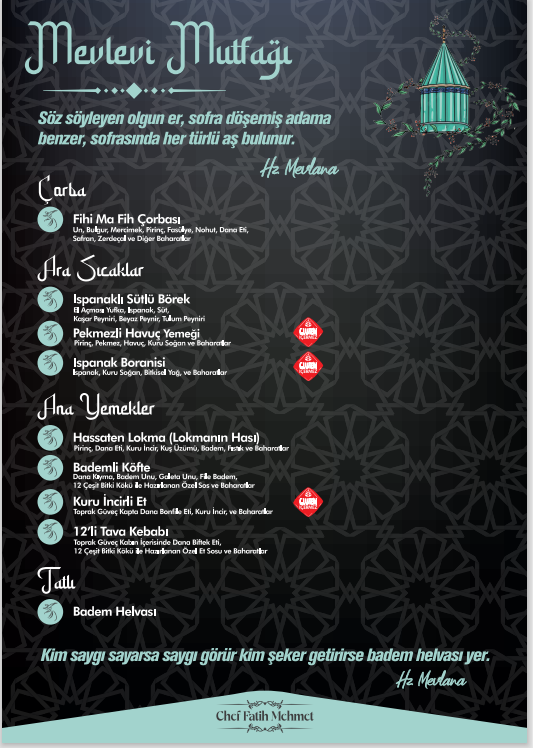 Mevlevi Mutfağı
Söz söyleyen olgun er, sofra döşemiş adama
benzer, sofrasında her türlü aş bulunur.
Hz Mevlana
Çorba
Fihi Ma Fih Çorbası
Un, Bulgur, Mercimek, Pirinç, Fasülye, Nohut, Dana Eti,
Safran, Zerdeçal ve Diğer Baharatlar
Ara Sıcaklar
Ispanaklı Sütlü Börek
El Açması Yufka, Ispanak, Süt,
Kaşar Peyniri, Beyaz Peynir, Tulum Peyniri
Pekmezli Havuç Yemeği
Pirinç, Pekmez, Havuç, Kuru Soğan ve Baharatlar
GLUTEN
İÇERMEZ
Ispanak Boranisi
Ispanak, Kuru Soğan, Bitkisel Yağ, ve Baharatlar
GLUTEN
İÇERMEZ
Ana Yemekler
Hassaten Lokma (Lokmanın Hası)
Pirinç, Dana Eti, Kuru İncir, Kuş Üzümü, Badem, Fıstık ve Baharatlar
Bademli Köfte
Dana Kıyma, Badem Unu, Galeta Unu, File Badem,
12 Çeşit Bitki Kökü ile Hazırlanan Özel Sos ve Baharatlar
Kuru İncirli Et
Toprak Güveç Kapta Dana Bonfile Eti, Kuru İncir, ve Baharatlar
GLUTEN
İÇERMEZ
12'li Tava Kebabı
Toprak Güveç Kabın İçerisinde Dana Biftek Eti,
12 Çeşit Bitki Kökü ile Hazırlanan Özel Et Sosu ve Baharatlar
Tatlı
Badem Helvası
Kim saygı sayarsa saygı görür kim şeker getirirse badem helvası yer.
Hz Mevlana
Chef Fatih Mehmet